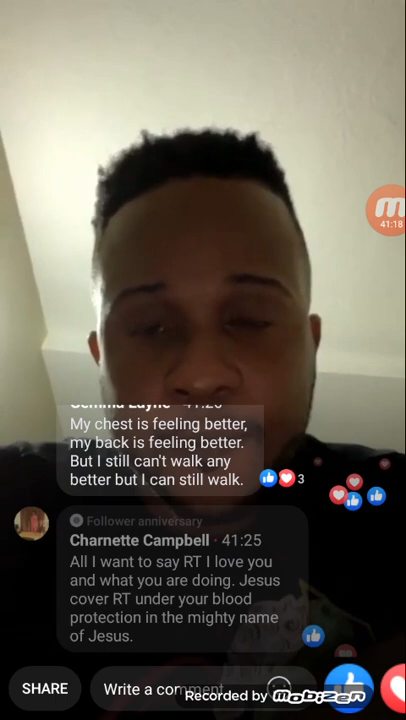 41:18
My chest is feeling better,
my back is feeling better.
But I still can't walk any
better but I can still walk.
3
Follower anniversary
Charnette Campbell · 41:25
All I want to say RT I love you
and what you are doing. Jesus
cover RT under your blood
protection in the mighty name
of Jesus.
SHARE
Write a comment
Recorded by mobizen